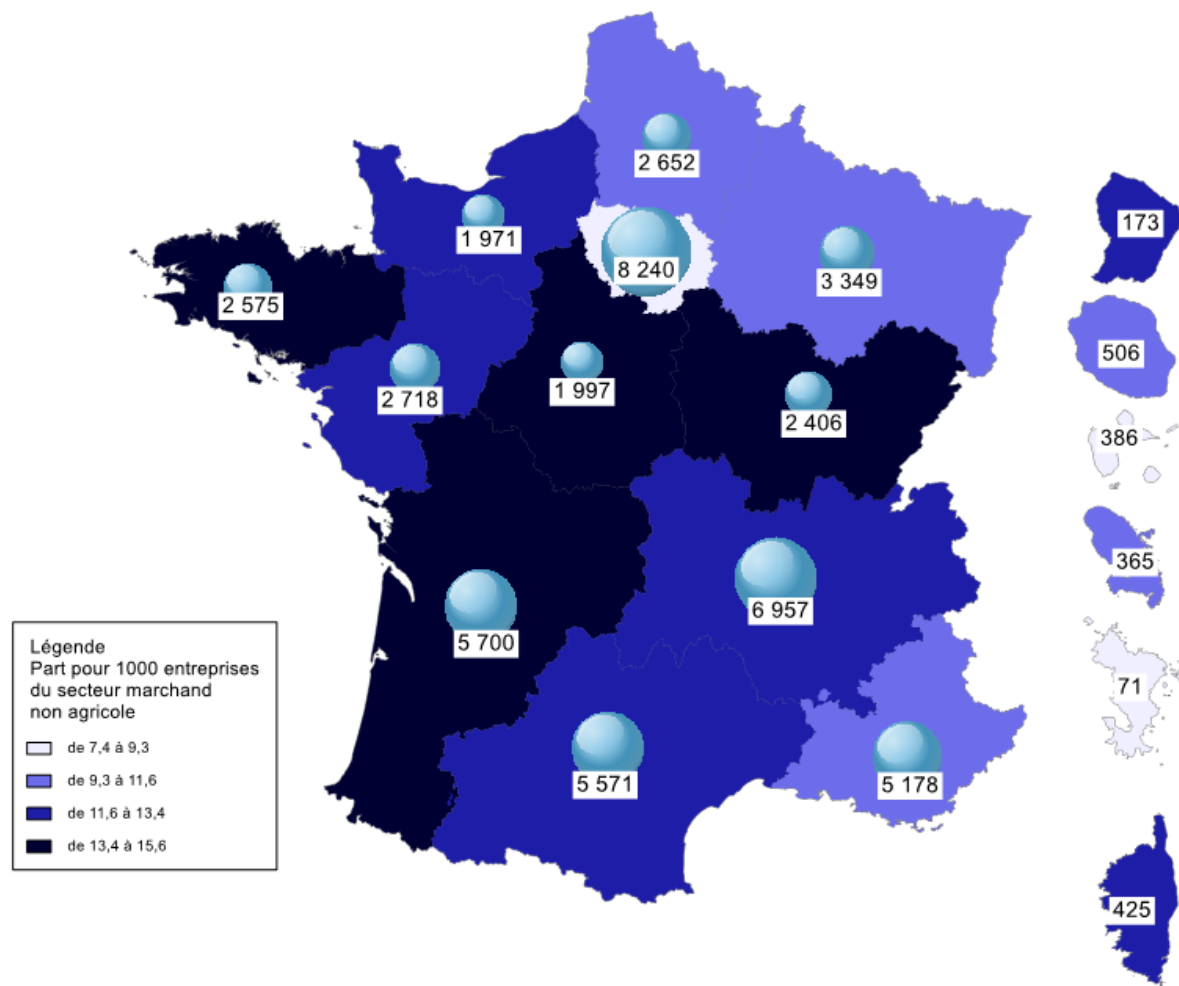 2 652
173
1 971
8 240
3 349
2 575
506
2 718
1 997
2 406
386
365
6 957
5 700
Légende
Part pour 1000 entreprises
du secteur marchand
non agricole
de 7,4 à 9,3
de 9,3 à 11,6
de 11,6 à 13,4
de 13,4 à 15,6
71
5 571
5 178
425